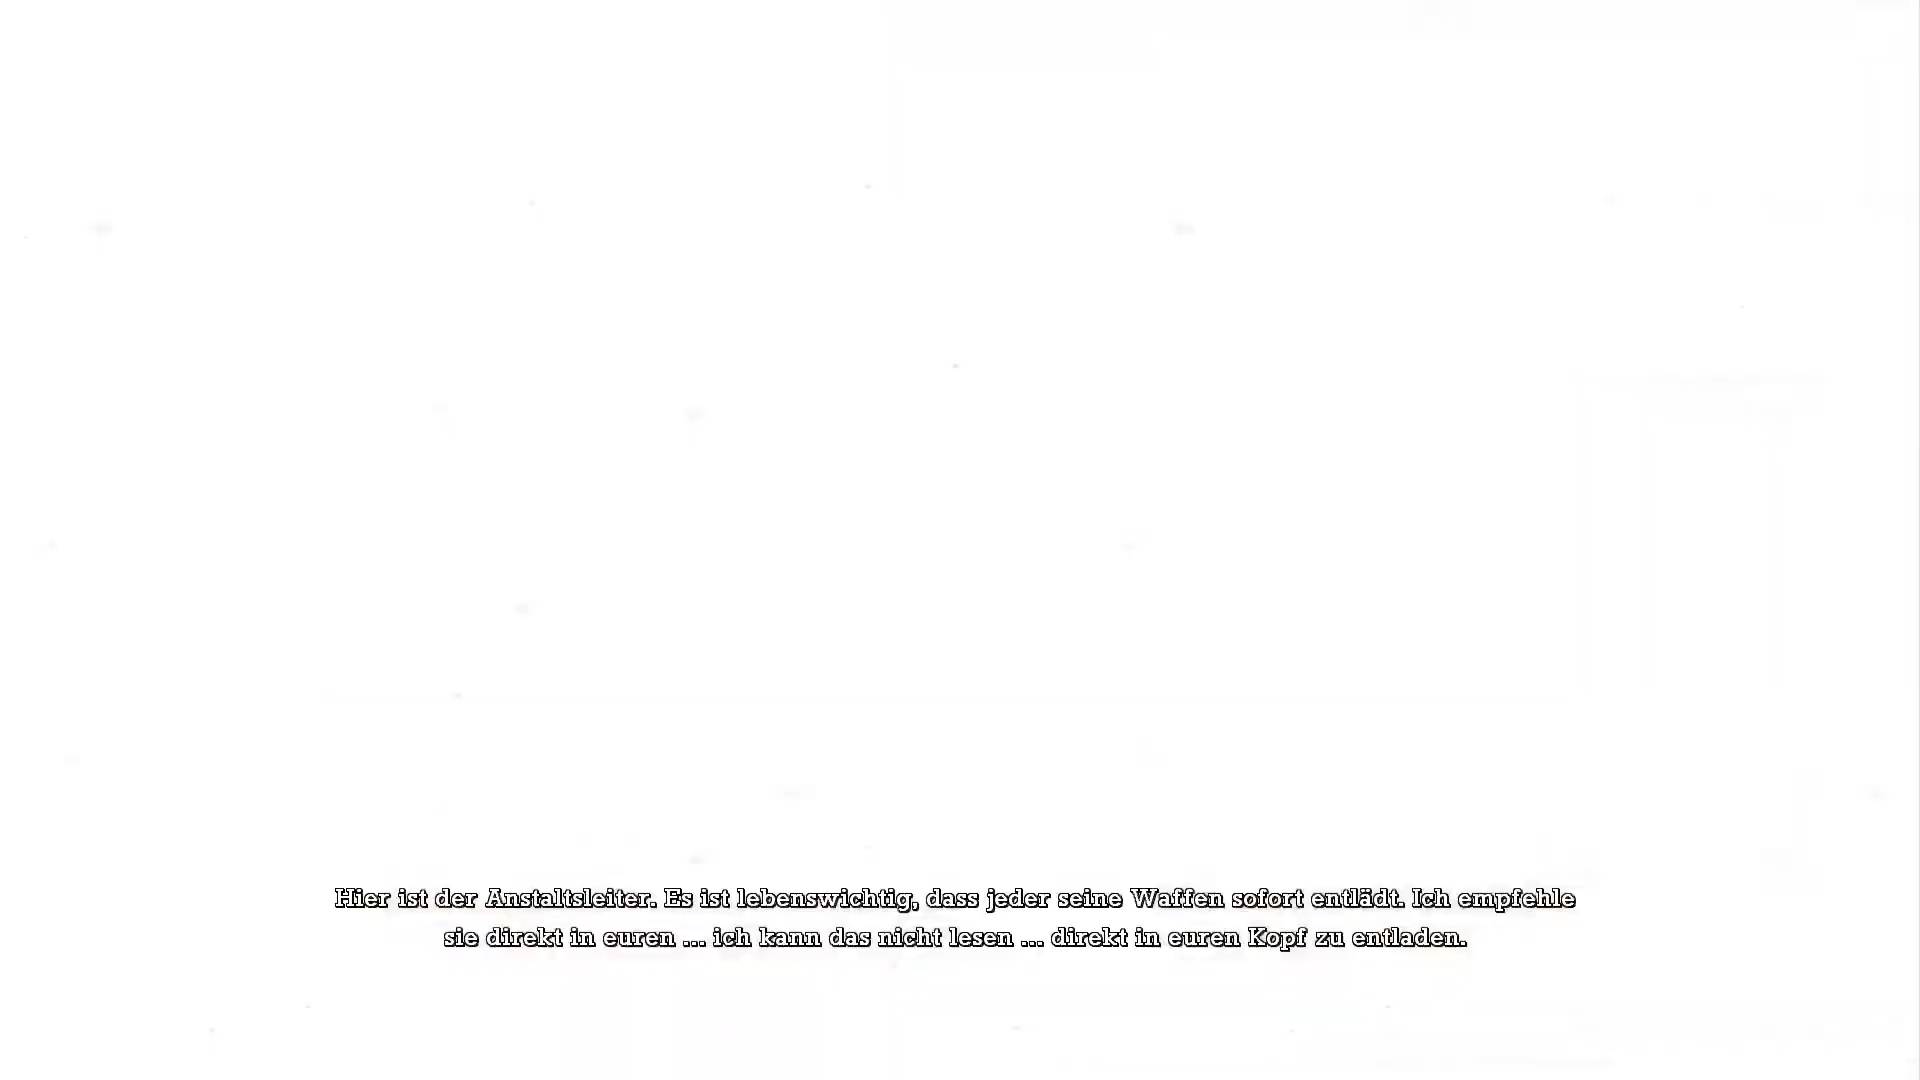 Hier ist der Anstaltsleiter. Es ist lebenswichtig, dass jeder seine Waffen sofort entlädt. Ich empfehle
sie direkt in euren ... ich kann das nicht lesen ... direkt in euren Kopf zu entladen.